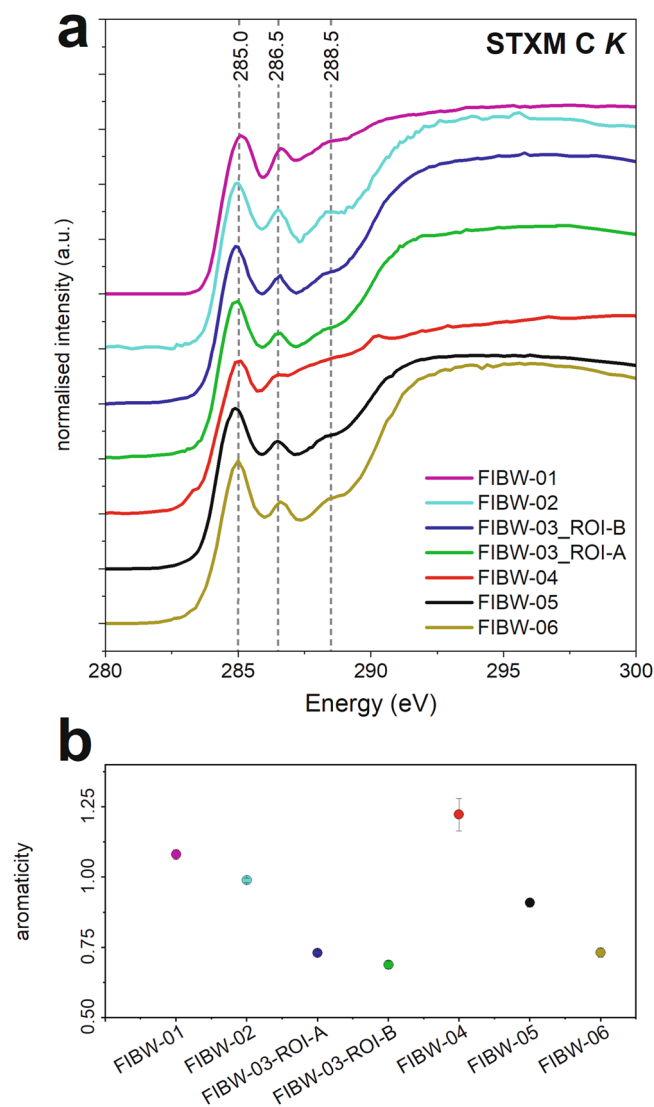 a
STXM C K
285.0
286.5
288.5
normalised intensity (a.u.)
FIBW-01
FIBW-02
FIBW-03_ROI-B
FIBW-03_ROI-A
FIBW-04
FIBW-05
FIBW-06
280 285 290 295 300
Energy (eV)
b
aromaticity
1.25
1.00
0.75
0.50
FIBW-01
FIBW-02
FIBW-03-ROI-A
FIBW-03-ROI-B
FIBW-04
FIBW-05
FIBW-06